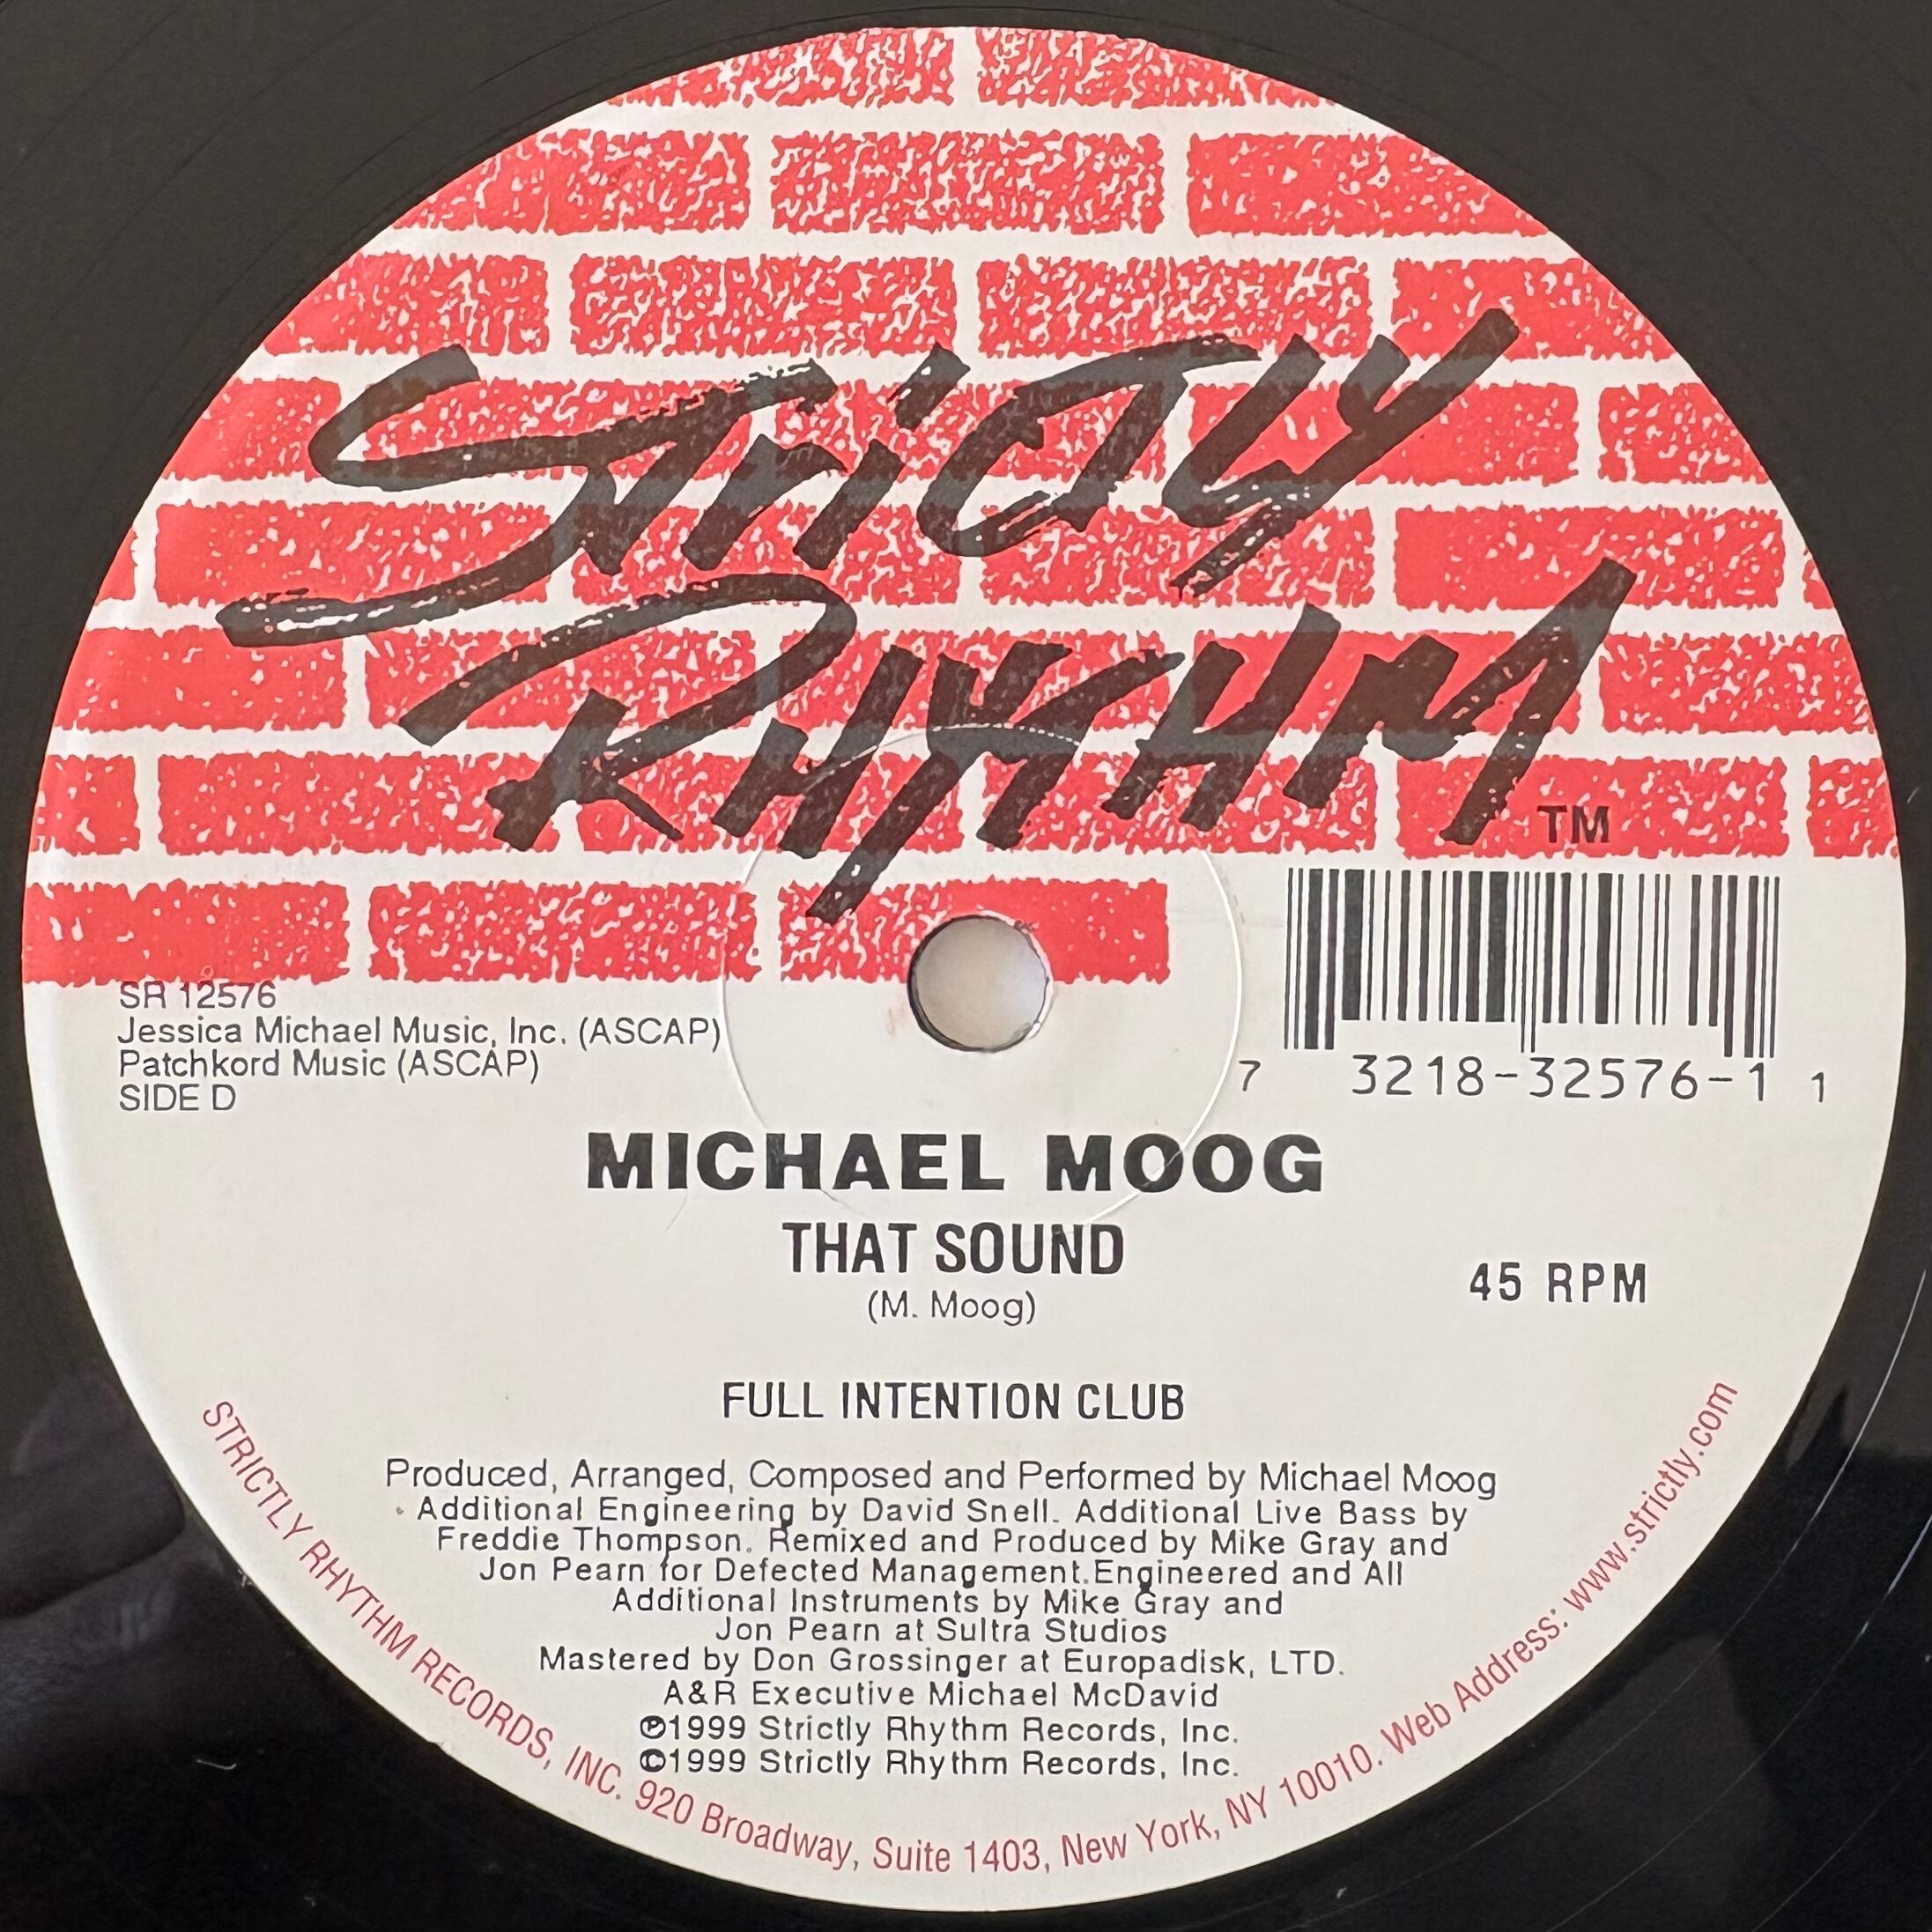 STRICTLY
RHYTHM
TM
SR 12576
Jessica Michael Music, Inc. (ASCAP)
Patchkord Music (ASCAP)
SIDE D
7 3218-32576-1 1
MICHAEL MOOG
THAT SOUND
(M. Moog)
45 RPM
FULL INTENTION CLUB
Produced, Arranged, Composed and Performed by Michael Moog
Additional Engineering by David Snell. Additional Live Bass by
Freddie Thompson. Remixed and Produced by Mike Gray and
Jon Pearn for Defected Management.Engineered and All
Additional Instruments by Mike Gray and
Jon Pearn at Sultra Studios
Mastered by Don Grossinger at Europadisk, LTD.
A&R Executive Michael McDavid
℗1999 Strictly Rhythm Records, Inc.
©1999 Strictly Rhythm Records, Inc.
STRICTLY RHYTHM RECORDS, INC. 920 Broadway, Suite 1403, New York, NY 10010. Web Address: www.strictly.com